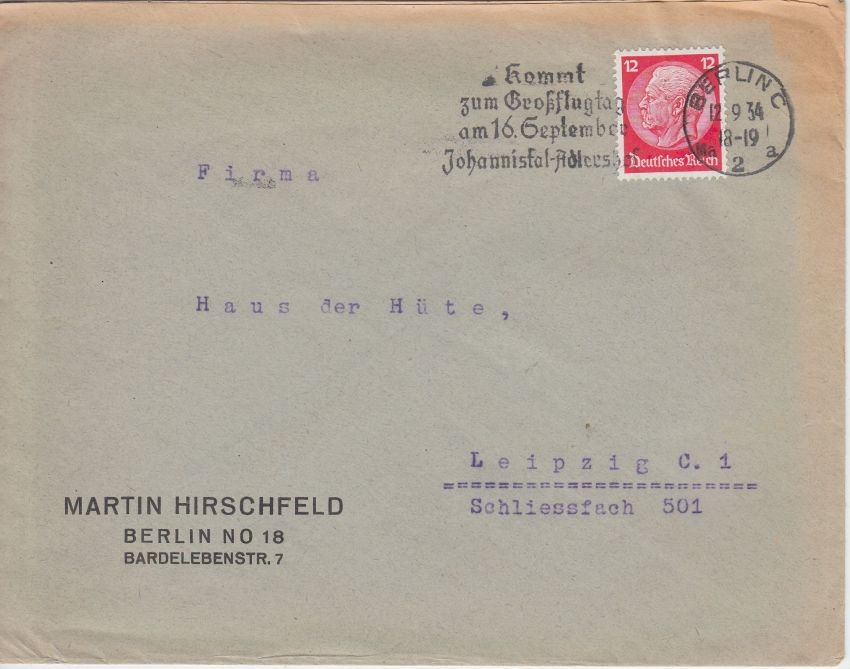 Kommt
zum Großflugtag
am 16. September
Johannistal-Adlershof
12 12
Deutsches Reich
BERLIN C
12.9 34
18-19
2 a
Firma
Haus der Hüte,
Leipzig C. 1
=======================
Schliessfach 501
MARTIN HIRSCHFELD
BERLIN NO 18
BARDELEBENSTR. 7